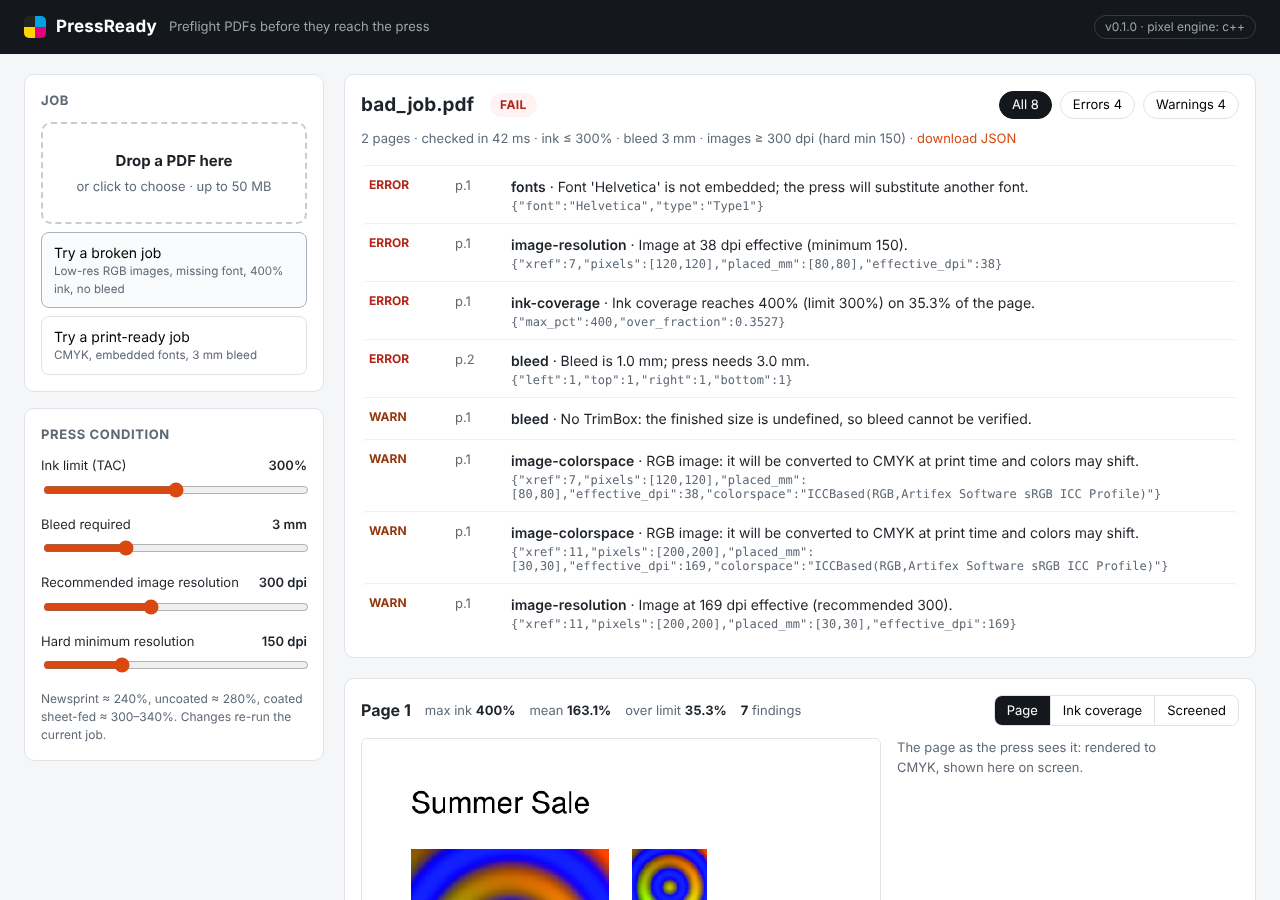 PressReady Preflight PDFs before they reach the press v0.1.0 · pixel engine: c++
JOB
Drop a PDF here
or click to choose · up to 50 MB
Try a broken job
Low-res RGB images, missing font, 400%
ink, no bleed
Try a print-ready job
CMYK, embedded fonts, 3 mm bleed
PRESS CONDITION
Ink limit (TAC) 300%
Bleed required 3 mm
Recommended image resolution 300 dpi
Hard minimum resolution 150 dpi
Newsprint ≈ 240%, uncoated ≈ 280%, coated
sheet-fed ≈ 300–340%. Changes re-run the
current job.
bad_job.pdf FAIL All 8 Errors 4 Warnings 4
2 pages · checked in 42 ms · ink ≤ 300% · bleed 3 mm · images ≥ 300 dpi (hard min 150) · download JSON
ERROR p.1 fonts · Font 'Helvetica' is not embedded; the press will substitute another font.
{"font":"Helvetica","type":"Type1"}
ERROR p.1 image-resolution · Image at 38 dpi effective (minimum 150).
{"xref":7,"pixels":[120,120],"placed_mm":[80,80],"effective_dpi":38}
ERROR p.1 ink-coverage · Ink coverage reaches 400% (limit 300%) on 35.3% of the page.
{"max_pct":400,"over_fraction":0.3527}
ERROR p.2 bleed · Bleed is 1.0 mm; press needs 3.0 mm.
{"left":1,"top":1,"right":1,"bottom":1}
WARN p.1 bleed · No TrimBox: the finished size is undefined, so bleed cannot be verified.
WARN p.1 image-colorspace · RGB image: it will be converted to CMYK at print time and colors may shift.
{"xref":7,"pixels":[120,120],"placed_mm":
[80,80],"effective_dpi":38,"colorspace":"ICCBased(RGB,Artifex Software sRGB ICC Profile)"}
WARN p.1 image-colorspace · RGB image: it will be converted to CMYK at print time and colors may shift.
{"xref":11,"pixels":[200,200],"placed_mm":
[30,30],"effective_dpi":169,"colorspace":"ICCBased(RGB,Artifex Software sRGB ICC Profile)"}
WARN p.1 image-resolution · Image at 169 dpi effective (recommended 300).
{"xref":11,"pixels":[200,200],"placed_mm":[30,30],"effective_dpi":169}
Page 1 max ink 400% mean 163.1% over limit 35.3% 7 findings Page Ink coverage Screened
The page as the press sees it: rendered to
CMYK, shown here on screen.
Summer Sale